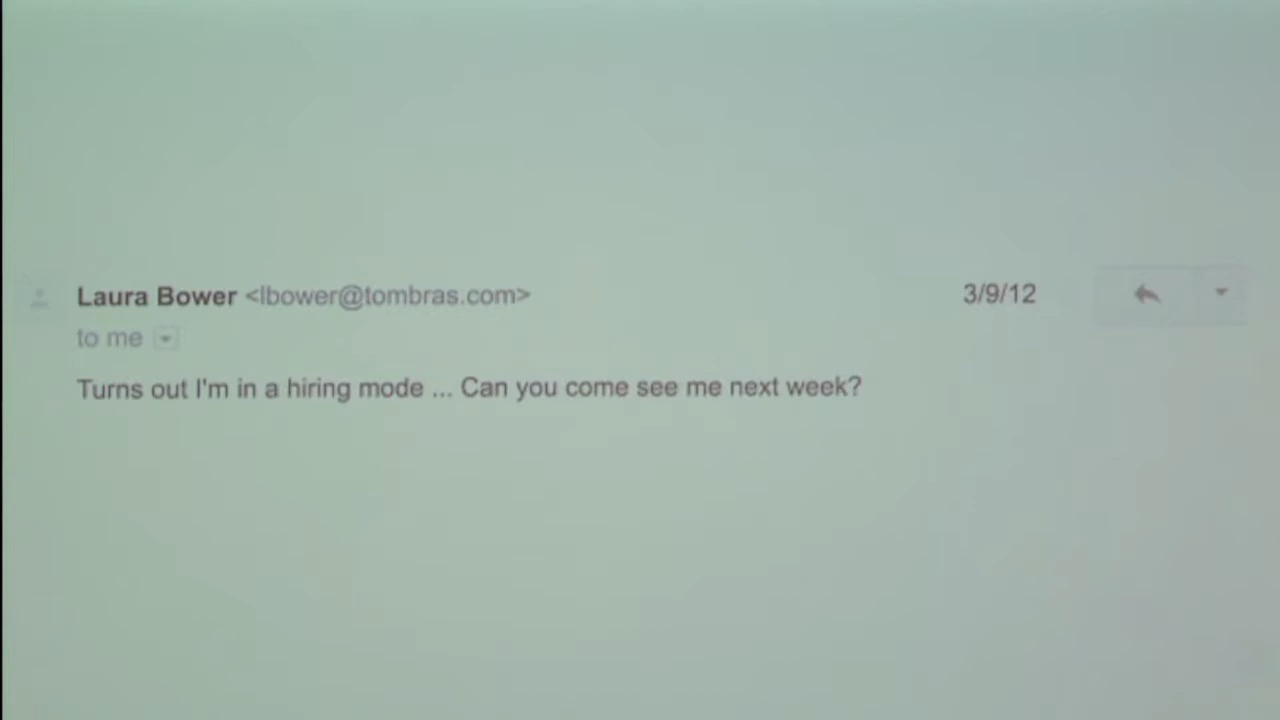 Laura Bower <lbower@tombras.com> 3/9/12
to me
Turns out I'm in a hiring mode ... Can you come see me next week?